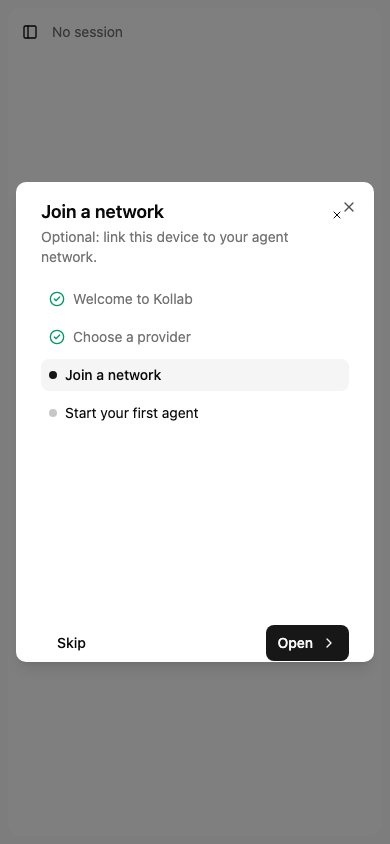 No session
Join a network
Optional: link this device to your agent
network.
Welcome to Kollab
Choose a provider
Join a network
Start your first agent
Skip
Open